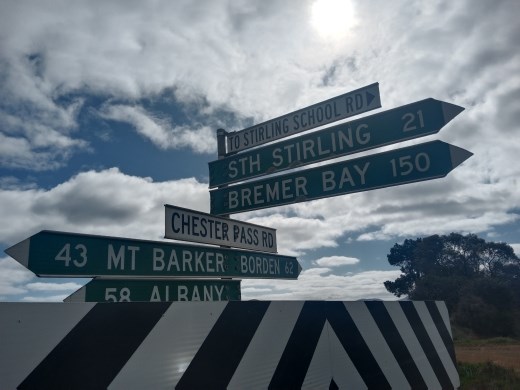 TO STIRLING SCHOOL RD
STH STIRLING 21
BREMER BAY 150
CHESTER PASS RD
43 MT BARKER
BORDEN 62
58 ALBANY